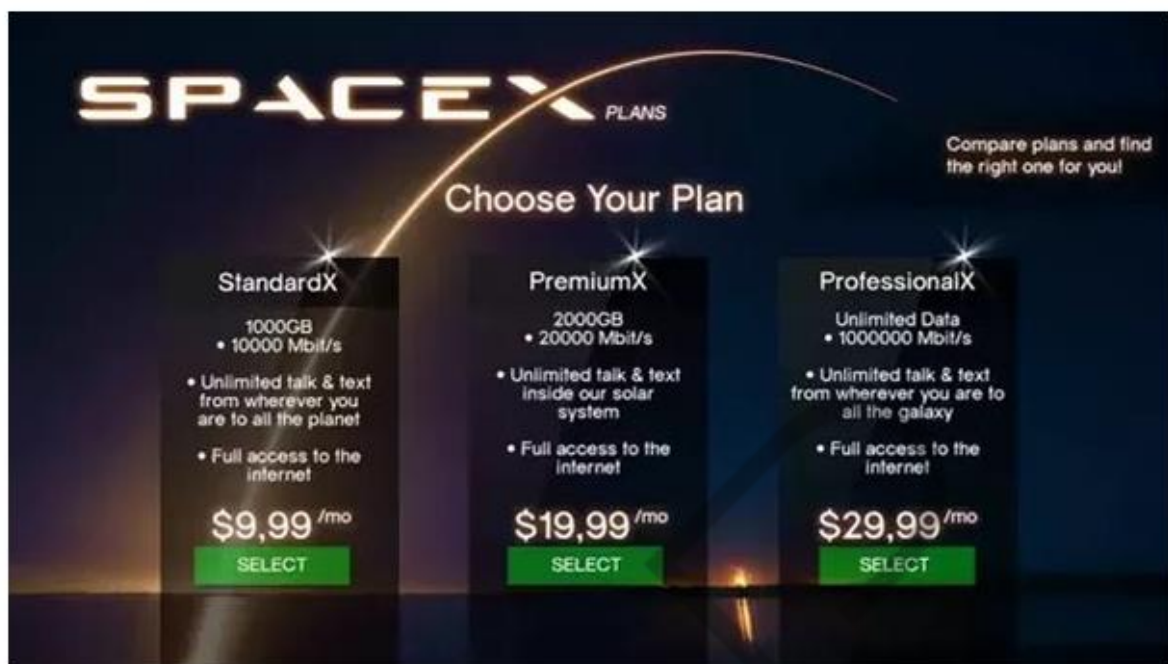 SPACEX PLANS
Compare plans and find
the right one for you!
Choose Your Plan
StandardX
1000GB
• 10000 Mbit/s
• Unlimited talk & text
from wherever you
are to all the planet
• Full access to the
internet
$9,99 /mo
SELECT
PremiumX
2000GB
• 20000 Mbit/s
• Unlimited talk & text
inside our solar
system
• Full access to the
internet
$19,99 /mo
SELECT
ProfessionalX
Unlimited Data
• 1000000 Mbit/s
• Unlimited talk & text
from wherever you are to
all the galaxy
• Full access to the
internet
$29,99 /mo
SELECT